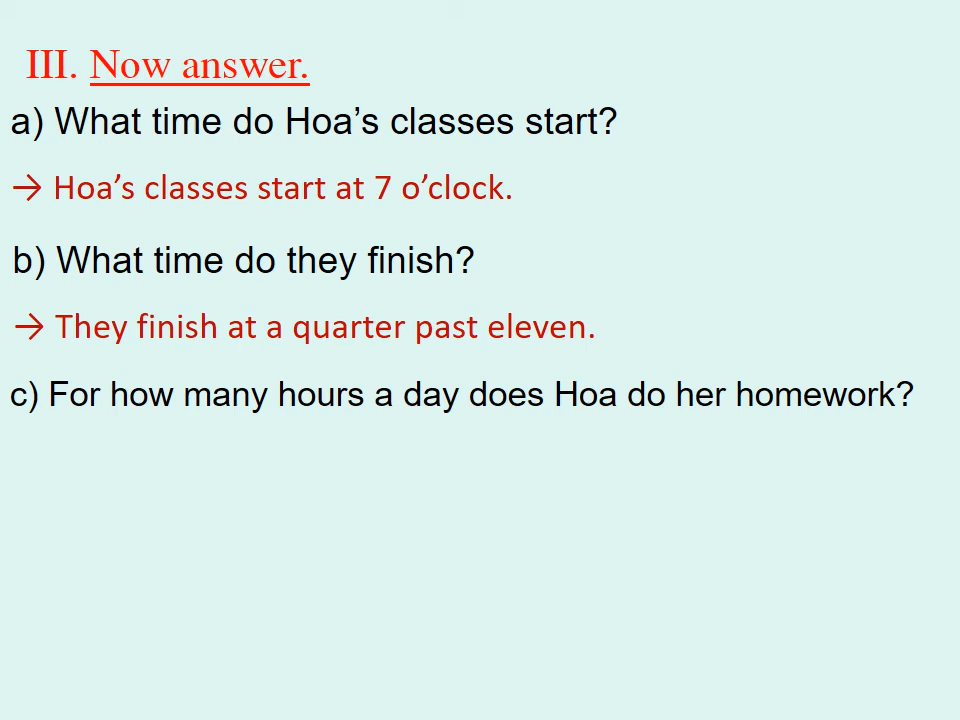 III. Now answer.
a) What time do Hoa’s classes start?
→ Hoa’s classes start at 7 o’clock.
b) What time do they finish?
→ They finish at a quarter past eleven.
c) For how many hours a day does Hoa do her homework?